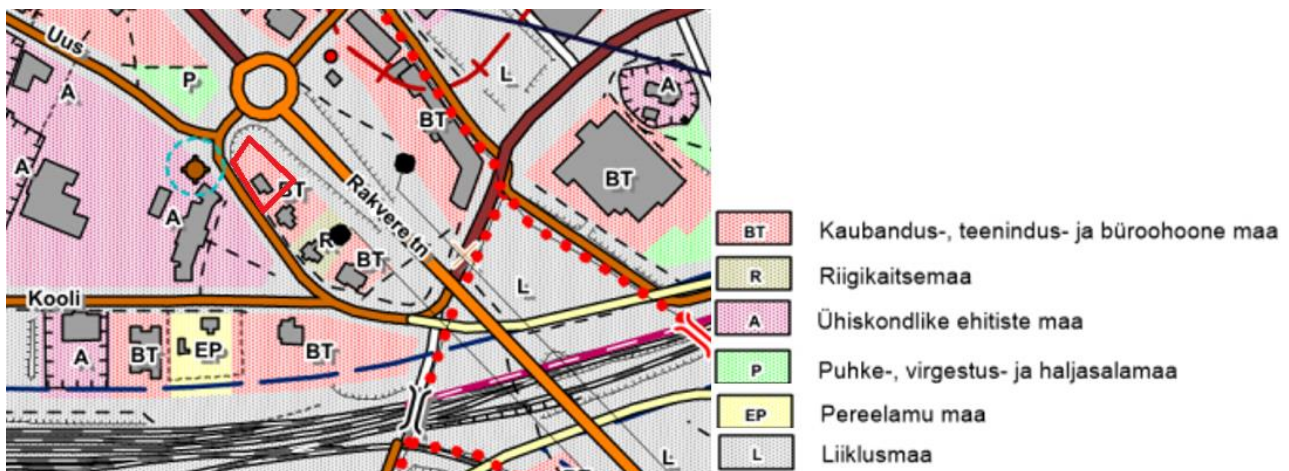 Uus
P
A
L
A
BT
BT
A
BT
A
Rakvere tn
R
BT
L
Kooli
A
BT
EP
BT
L
BT Kaubandus-, teenindus- ja büroohoone maa
R Riigikaitsemaa
A Ühiskondlike ehitiste maa
P Puhke-, virgestus- ja haljasalamaa
EP Pereelamu maa
L Liiklusmaa